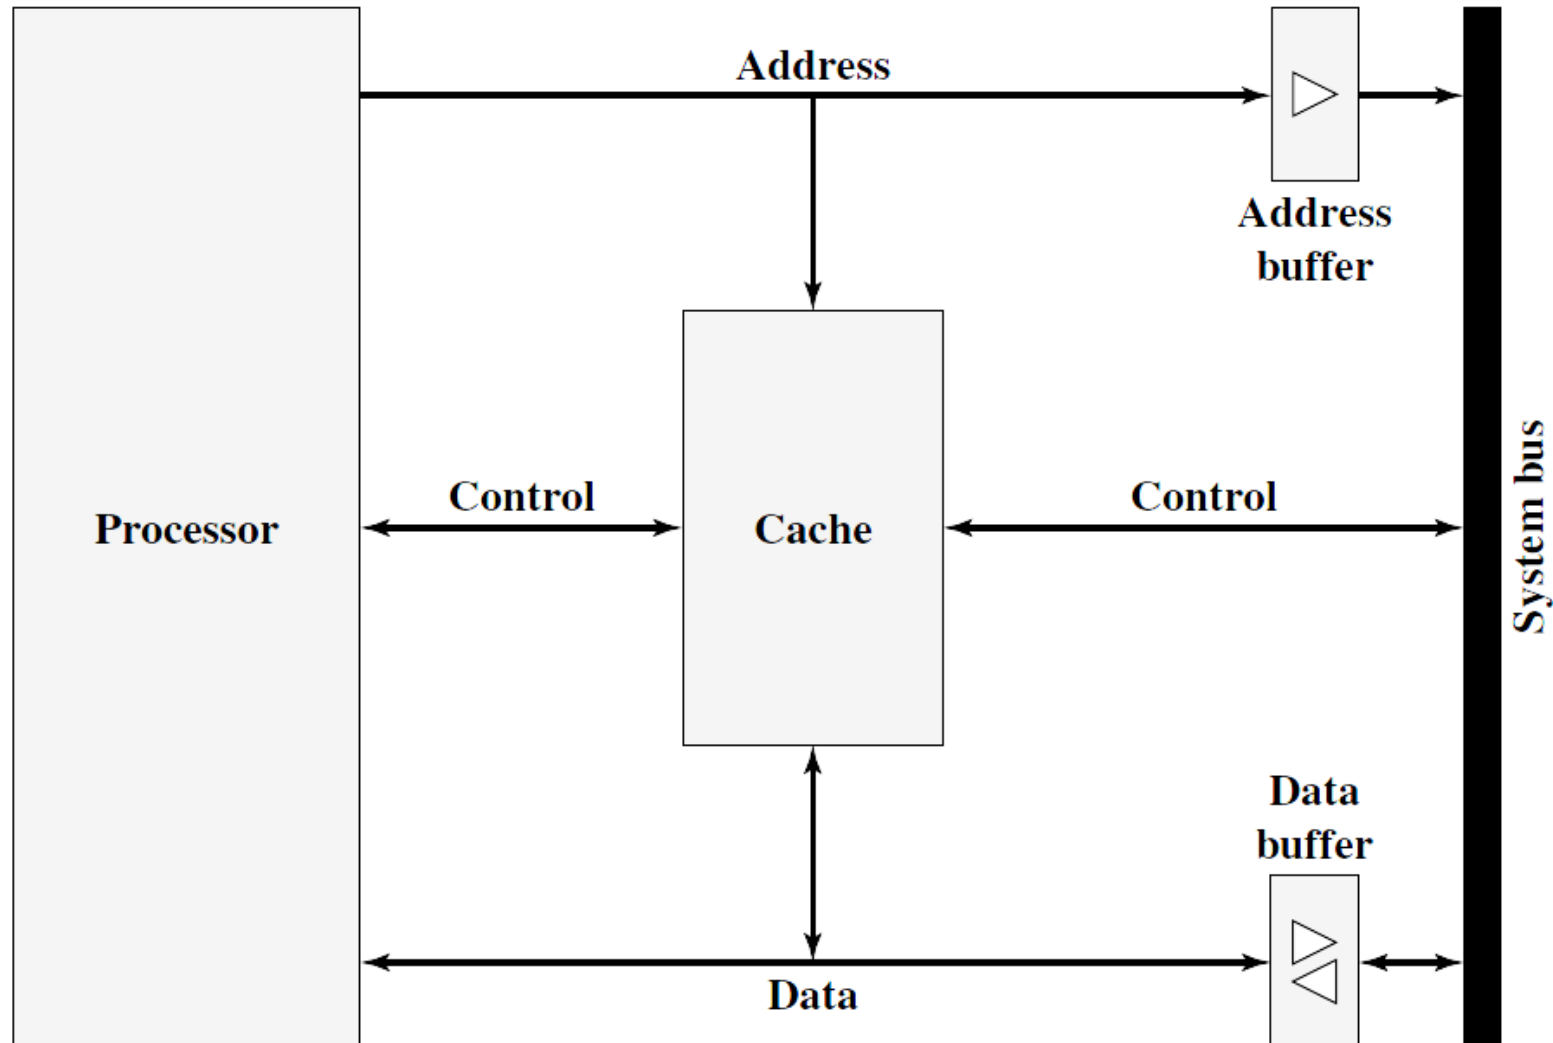 Address
Address
buffer
Control
Control
Processor
Cache
System bus
Data
buffer
Data